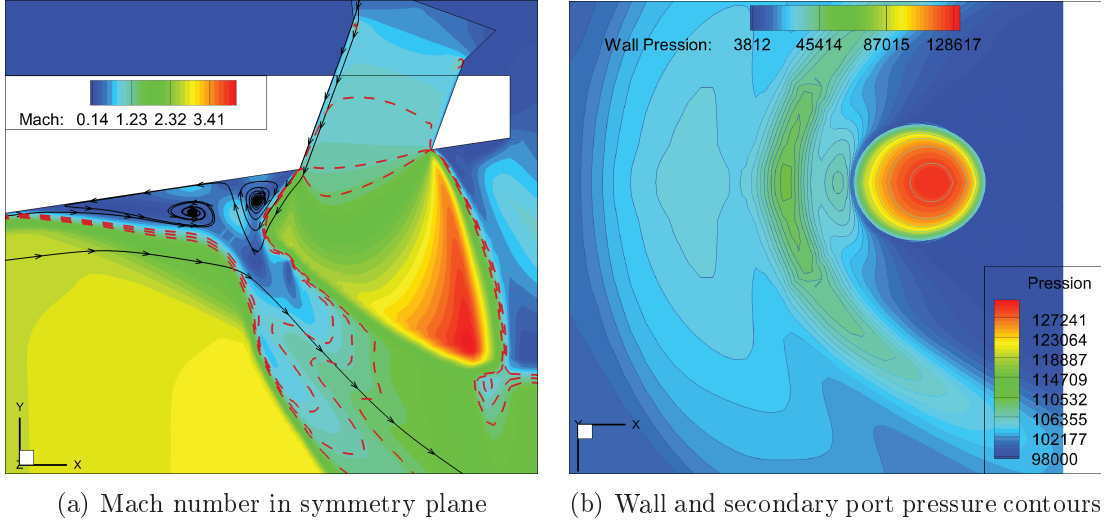 Mach: 0.14 1.23 2.32 3.41
Y
Z X
Wall Pression: 3812 45414 87015 128617
Pression
127241
123064
118887
114709
110532
106355
102177
98000
Y X
(a) Mach number in symmetry plane
(b) Wall and secondary port pressure contours